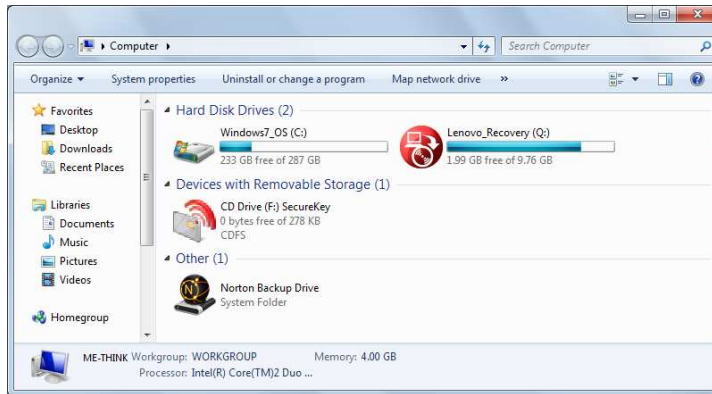 Computer
Search Computer
Organize
System properties
Uninstall or change a program
Map network drive
»
Favorites
Desktop
Downloads
Recent Places
Libraries
Documents
Music
Pictures
Videos
Homegroup
Hard Disk Drives (2)
Windows7_OS (C:)
233 GB free of 287 GB
Lenovo_Recovery (Q:)
1.99 GB free of 9.76 GB
Devices with Removable Storage (1)
CD Drive (F:) SecureKey
0 bytes free of 278 KB
CDFS
Other (1)
Norton Backup Drive
System Folder
ME-THINK Workgroup: WORKGROUP Memory: 4.00 GB
Processor: Intel(R) Core(TM)2 Duo ...